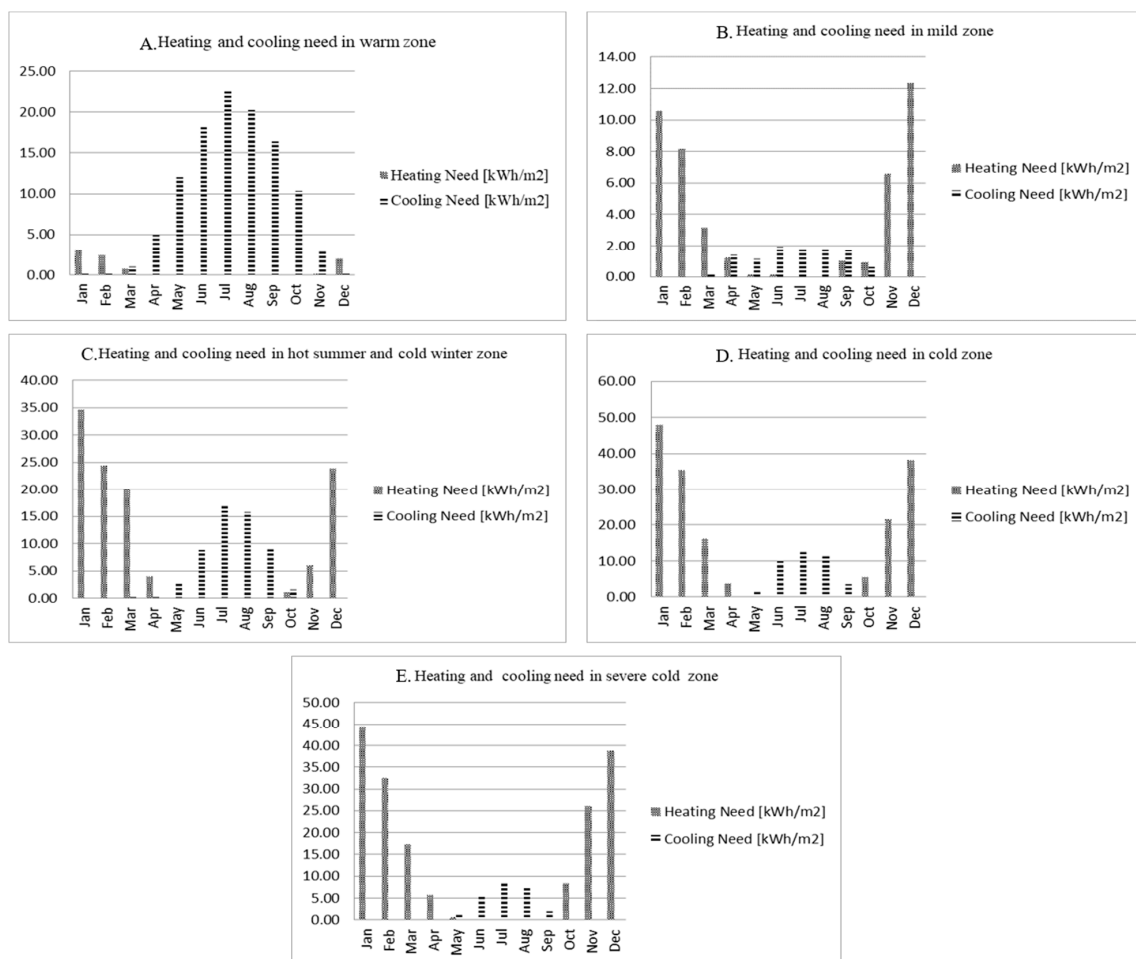 A.Heating and cooling need in warm zone
25.00
20.00
15.00
10.00
5.00
0.00
Jan Feb Mar Apr May Jun Jul Aug Sep Oct Nov Dec
Heating Need [kWh/m2]
Cooling Need [kWh/m2]
B. Heating and cooling need in mild zone
14.00
12.00
10.00
8.00
6.00
4.00
2.00
0.00
Jan Feb Mar Apr May Jun Jul Aug Sep Oct Nov Dec
Heating Need [kWh/m2]
Cooling Need [kWh/m2]
C.Heating and cooling need in hot summer and cold winter zone
40.00
35.00
30.00
25.00
20.00
15.00
10.00
5.00
0.00
Jan Feb Mar Apr May Jun Jul Aug Sep Oct Nov Dec
Heating Need [kWh/m2]
Cooling Need [kWh/m2]
D. Heating and cooling need in cold zone
60.00
50.00
40.00
30.00
20.00
10.00
0.00
Jan Feb Mar Apr May Jun Jul Aug Sep Oct Nov Dec
Heating Need [kWh/m2]
Cooling Need [kWh/m2]
E. Heating and cooling need in severe cold zone
50.00
45.00
40.00
35.00
30.00
25.00
20.00
15.00
10.00
5.00
0.00
Jan Feb Mar Apr May Jun Jul Aug Sep Oct Nov Dec
Heating Need [kWh/m2]
Cooling Need [kWh/m2]